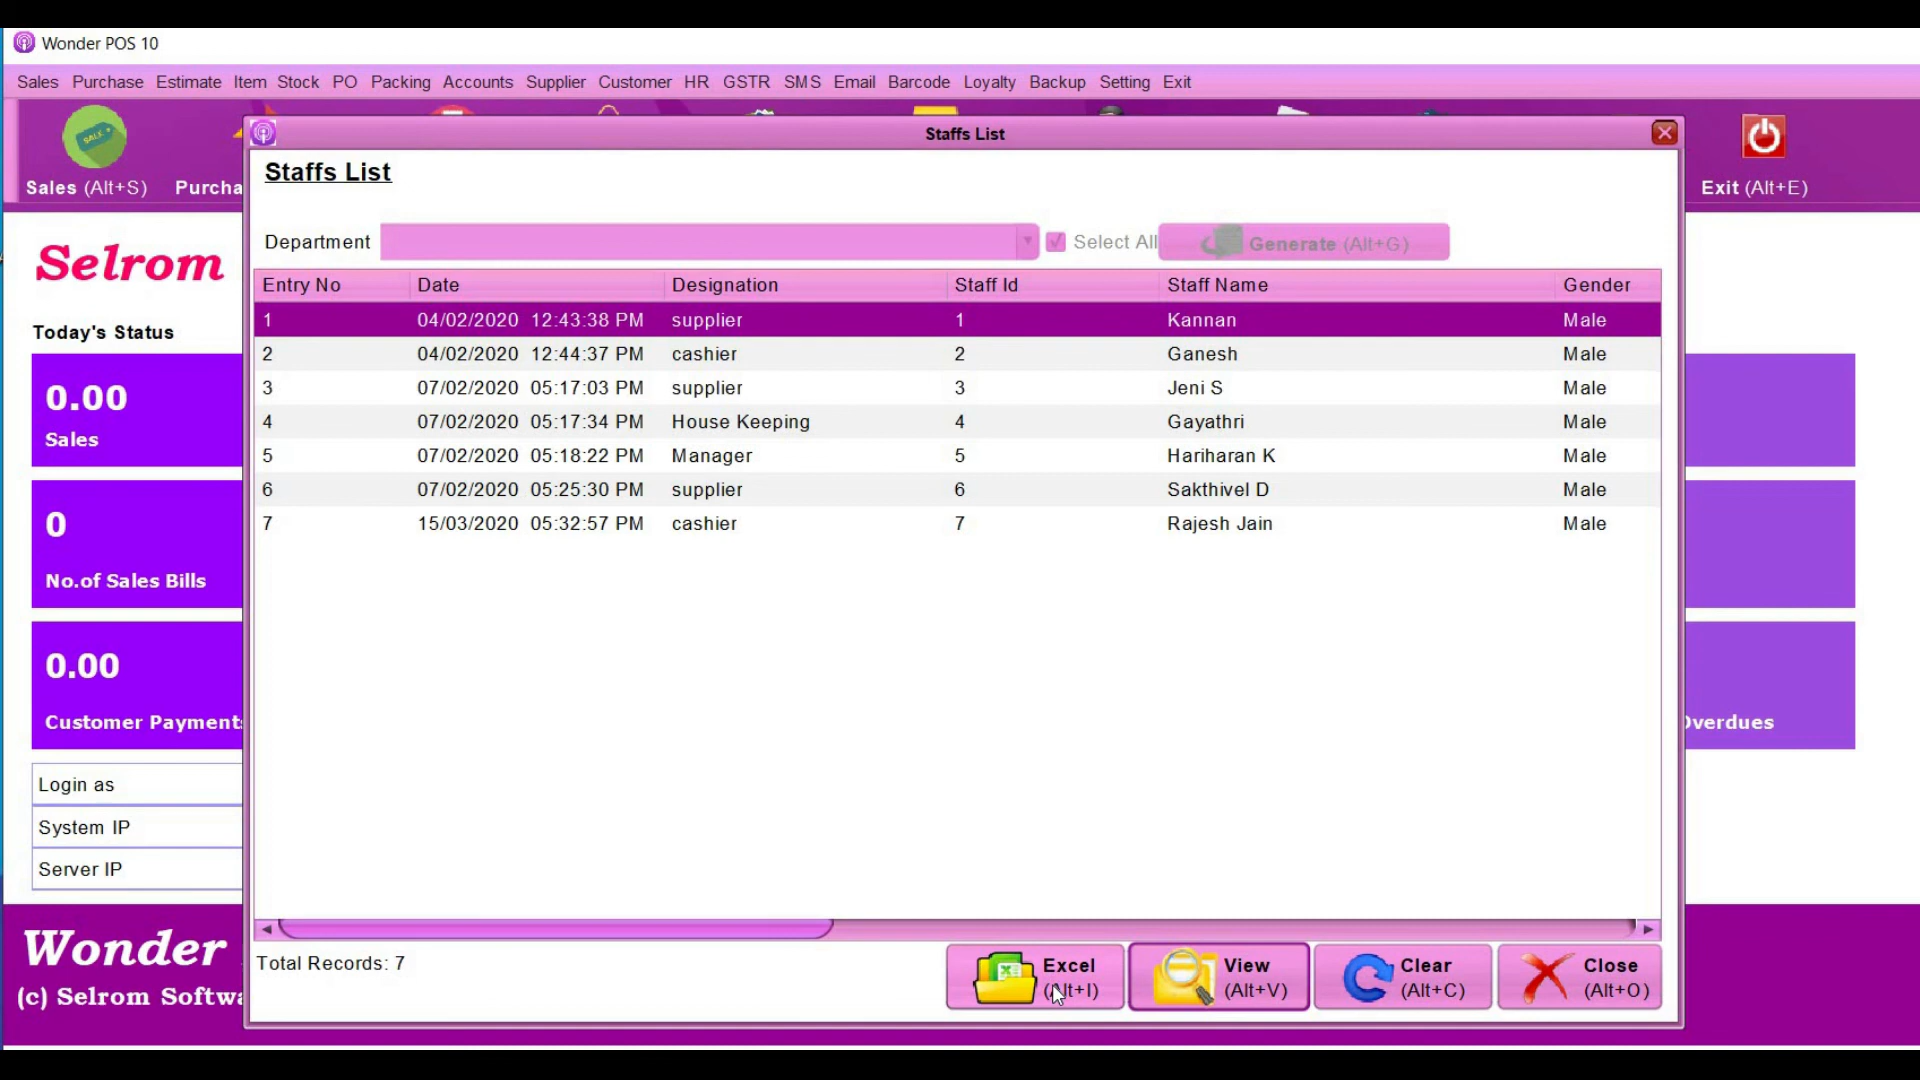 Wonder POS 10
Sales Purchase Estimate Item Stock PO Packing Accounts Supplier Customer HR GSTR SMS Email Barcode Loyalty Backup Setting Exit
Staffs List
Sales (Alt+S) Purcha
Exit (Alt+E)
Staffs List
Department Select All Generate (Alt+G)
Selrom
Today's Status
0.00
Sales
0
No.of Sales Bills
0.00
Customer Payments
Overdues
Login as
System IP
Server IP
Wonder
(c) Selrom Softwa
Entry No Date Designation Staff Id Staff Name Gender
1 04/02/2020 12:43:38 PM supplier 1 Kannan Male
2 04/02/2020 12:44:37 PM cashier 2 Ganesh Male
3 07/02/2020 05:17:03 PM supplier 3 Jeni S Male
4 07/02/2020 05:17:34 PM House Keeping 4 Gayathri Male
5 07/02/2020 05:18:22 PM Manager 5 Hariharan K Male
6 07/02/2020 05:25:30 PM supplier 6 Sakthivel D Male
7 15/03/2020 05:32:57 PM cashier 7 Rajesh Jain Male
Total Records: 7
Excel (Alt+I)
View (Alt+V)
Clear (Alt+C)
Close (Alt+O)